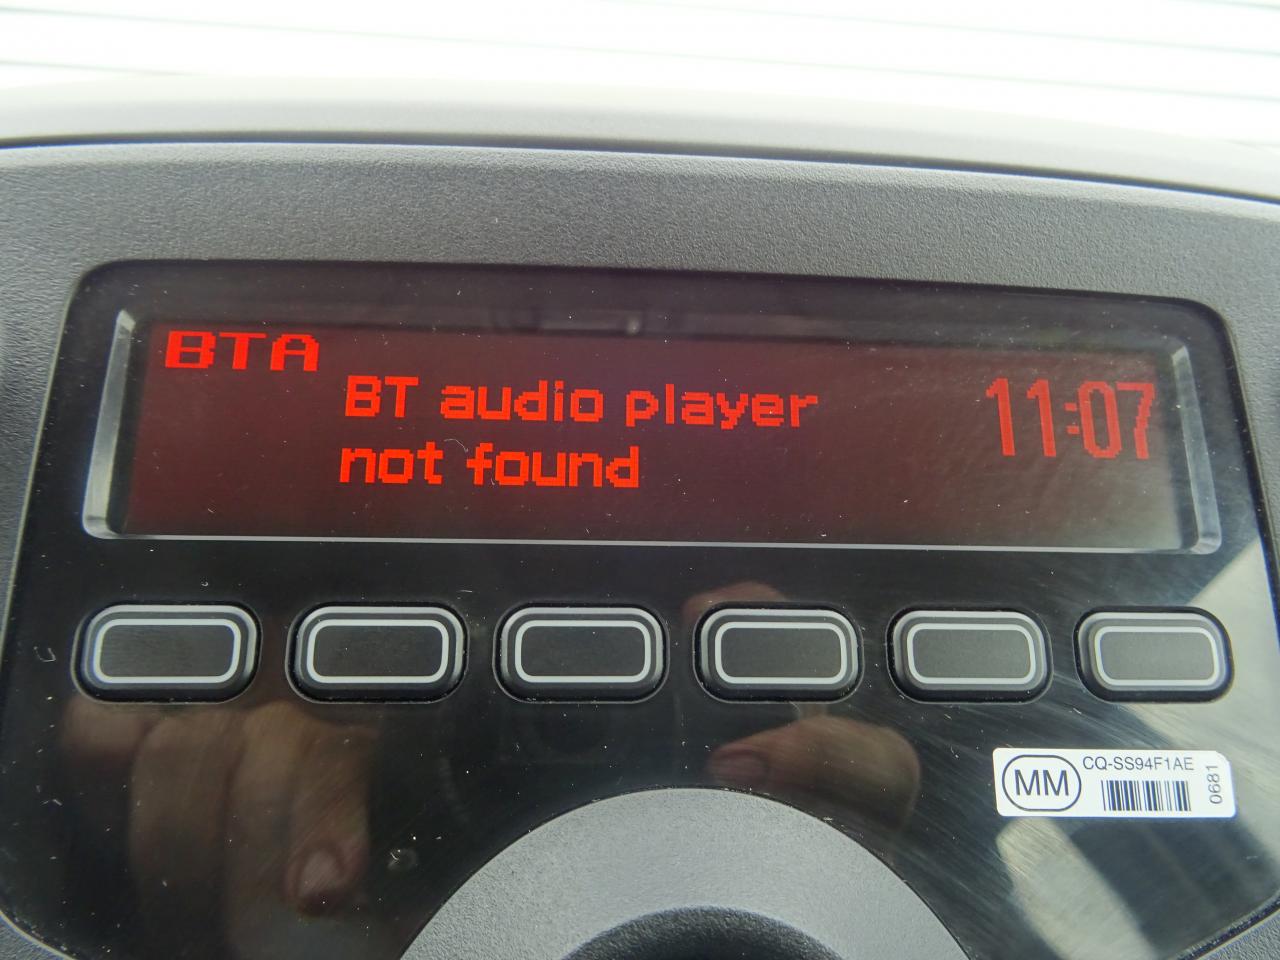 BTA
BT audio player
not found
11:07
MM
CQ-SS94F1AE
0681